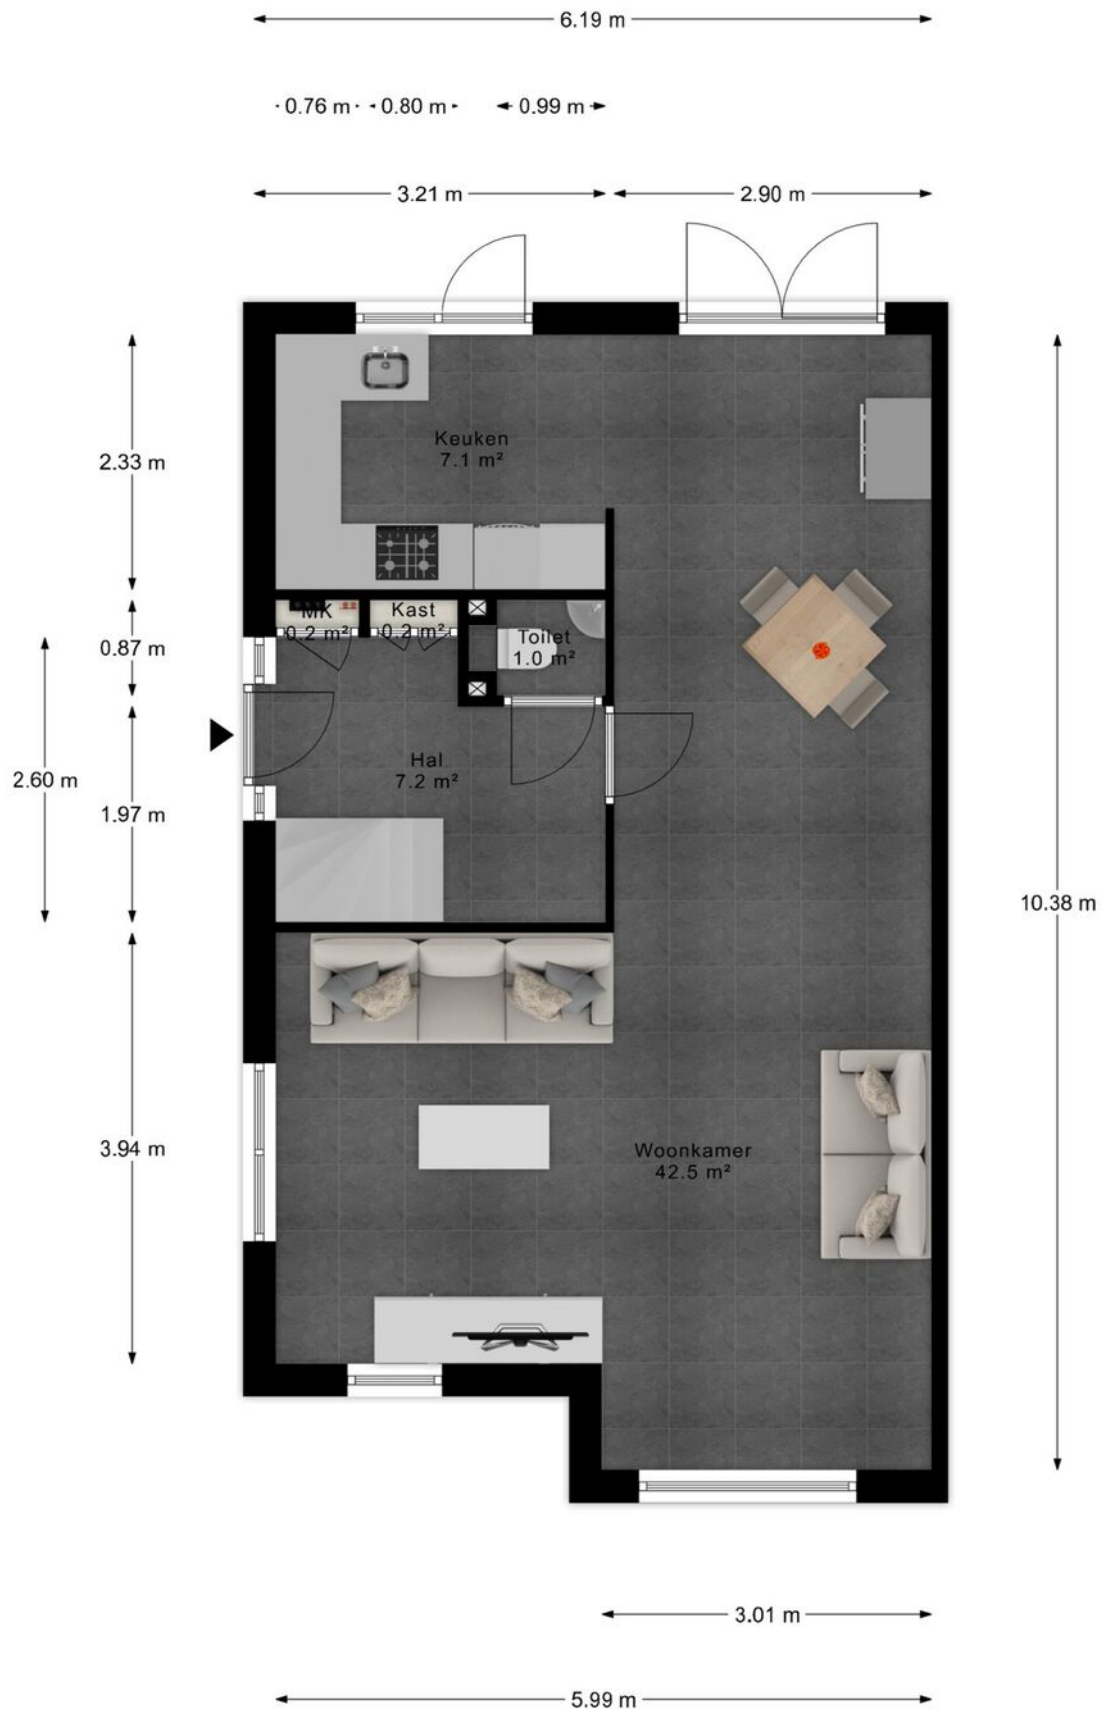 6.19 m
0.76 m
0.80 m
0.99 m
3.21 m
2.90 m
Keuken
7.1 m²
2.33 m
MK
0.2 m²
Kast
0.2 m²
Toilet
1.0 m²
0.87 m
Hal
7.2 m²
2.60 m
1.97 m
10.38 m
3.94 m
Woonkamer
42.5 m²
3.01 m
5.99 m